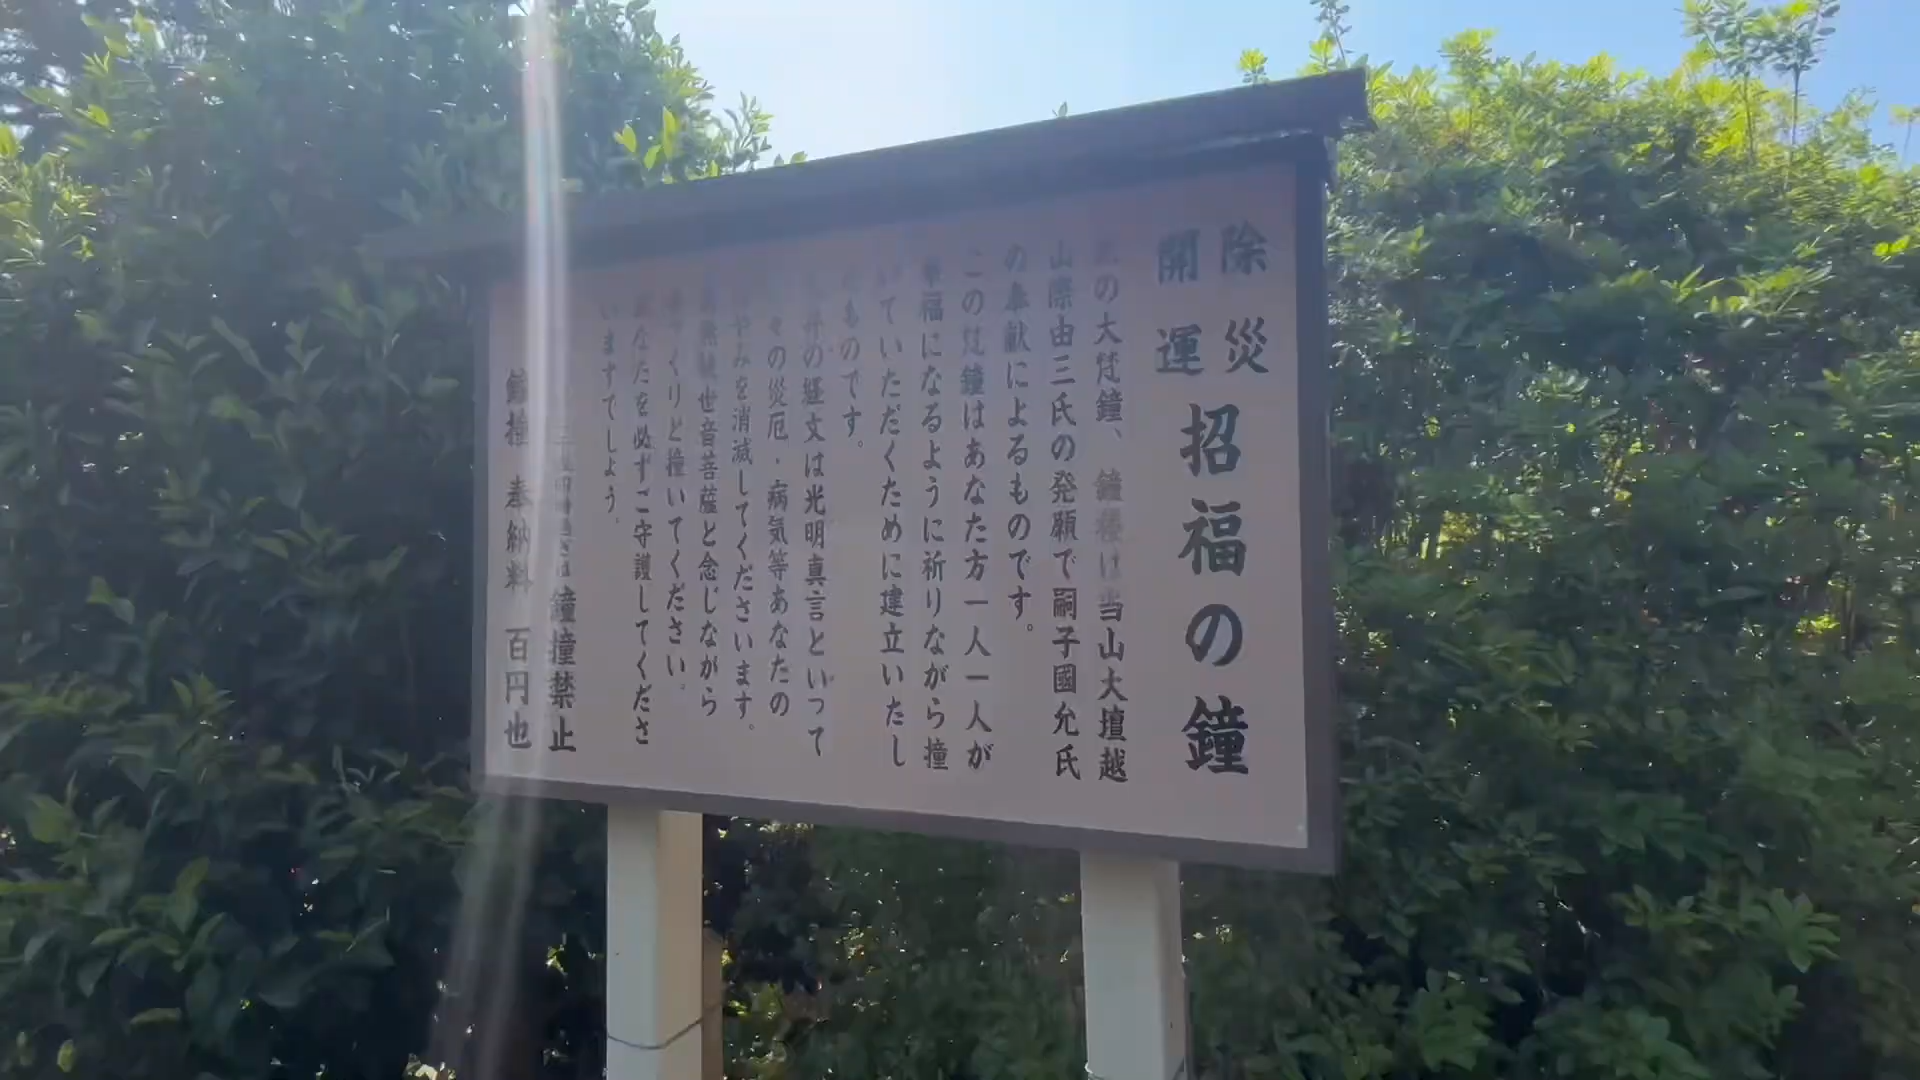 除災
開運
招福の鐘
の大梵鐘、鐘楼は当山大壇越
山際由三氏の発願で嗣子國允氏
の奉献によるものです。
この梵鐘はあなた方一人一人が
幸福になるように祈りながら撞
いていただくために建立いたし
ものです。
の経文は光明真言といって
々の災厄・病気等あなたの
やみを消滅してくださいます。
世音菩薩と念じながら
くりと撞いてください。
あなたを必ずご守護してくださ
いますでしょう。
鐘撞禁止
鐘撞 奉納料 百円也